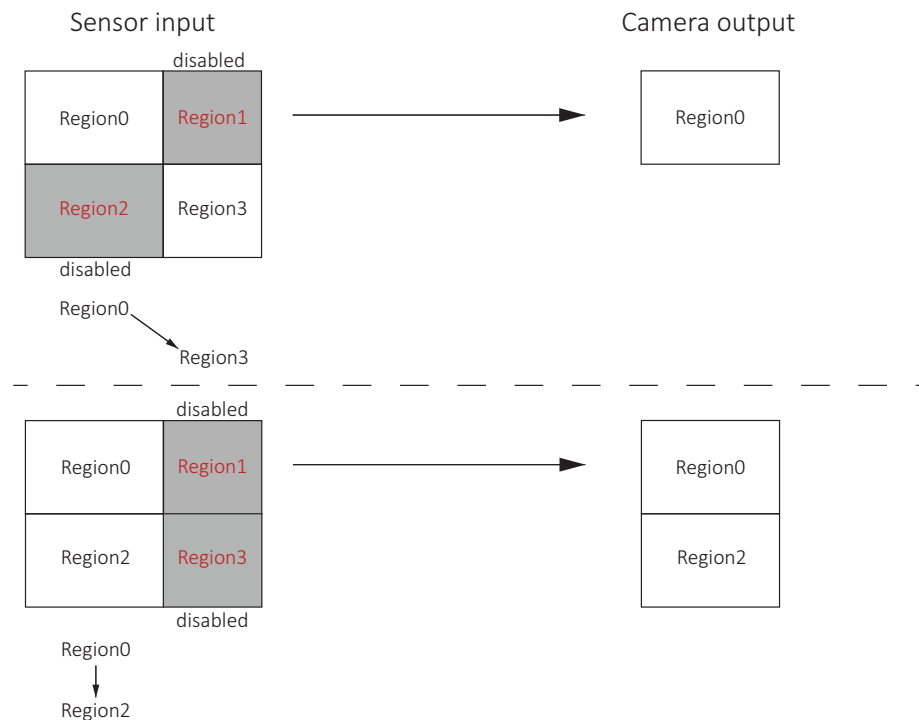 Sensor input
Camera output
disabled
Region0
Region1
Region0
Region2
Region3
disabled
Region0
Region3
disabled
Region0
Region1
Region0
Region2
Region3
Region2
disabled
Region0
Region2